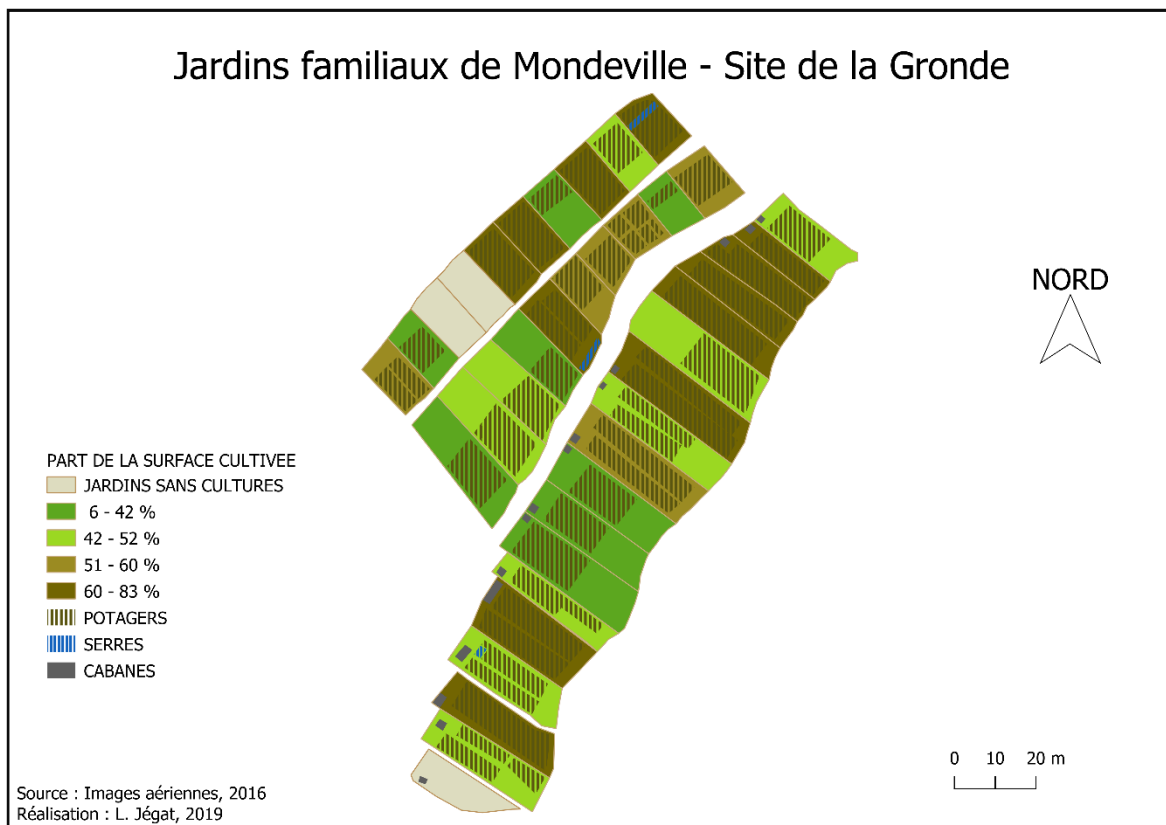 Jardins familiaux de Mondeville - Site de la Gronde
NORD
PART DE LA SURFACE CULTIVEE
JARDINS SANS CULTURES
6 - 42 %
42 - 52 %
51 - 60 %
60 - 83 %
POTAGERS
SERRES
CABANES
0 10 20 m
Source : Images aériennes, 2016
Réalisation : L. Jégat, 2019